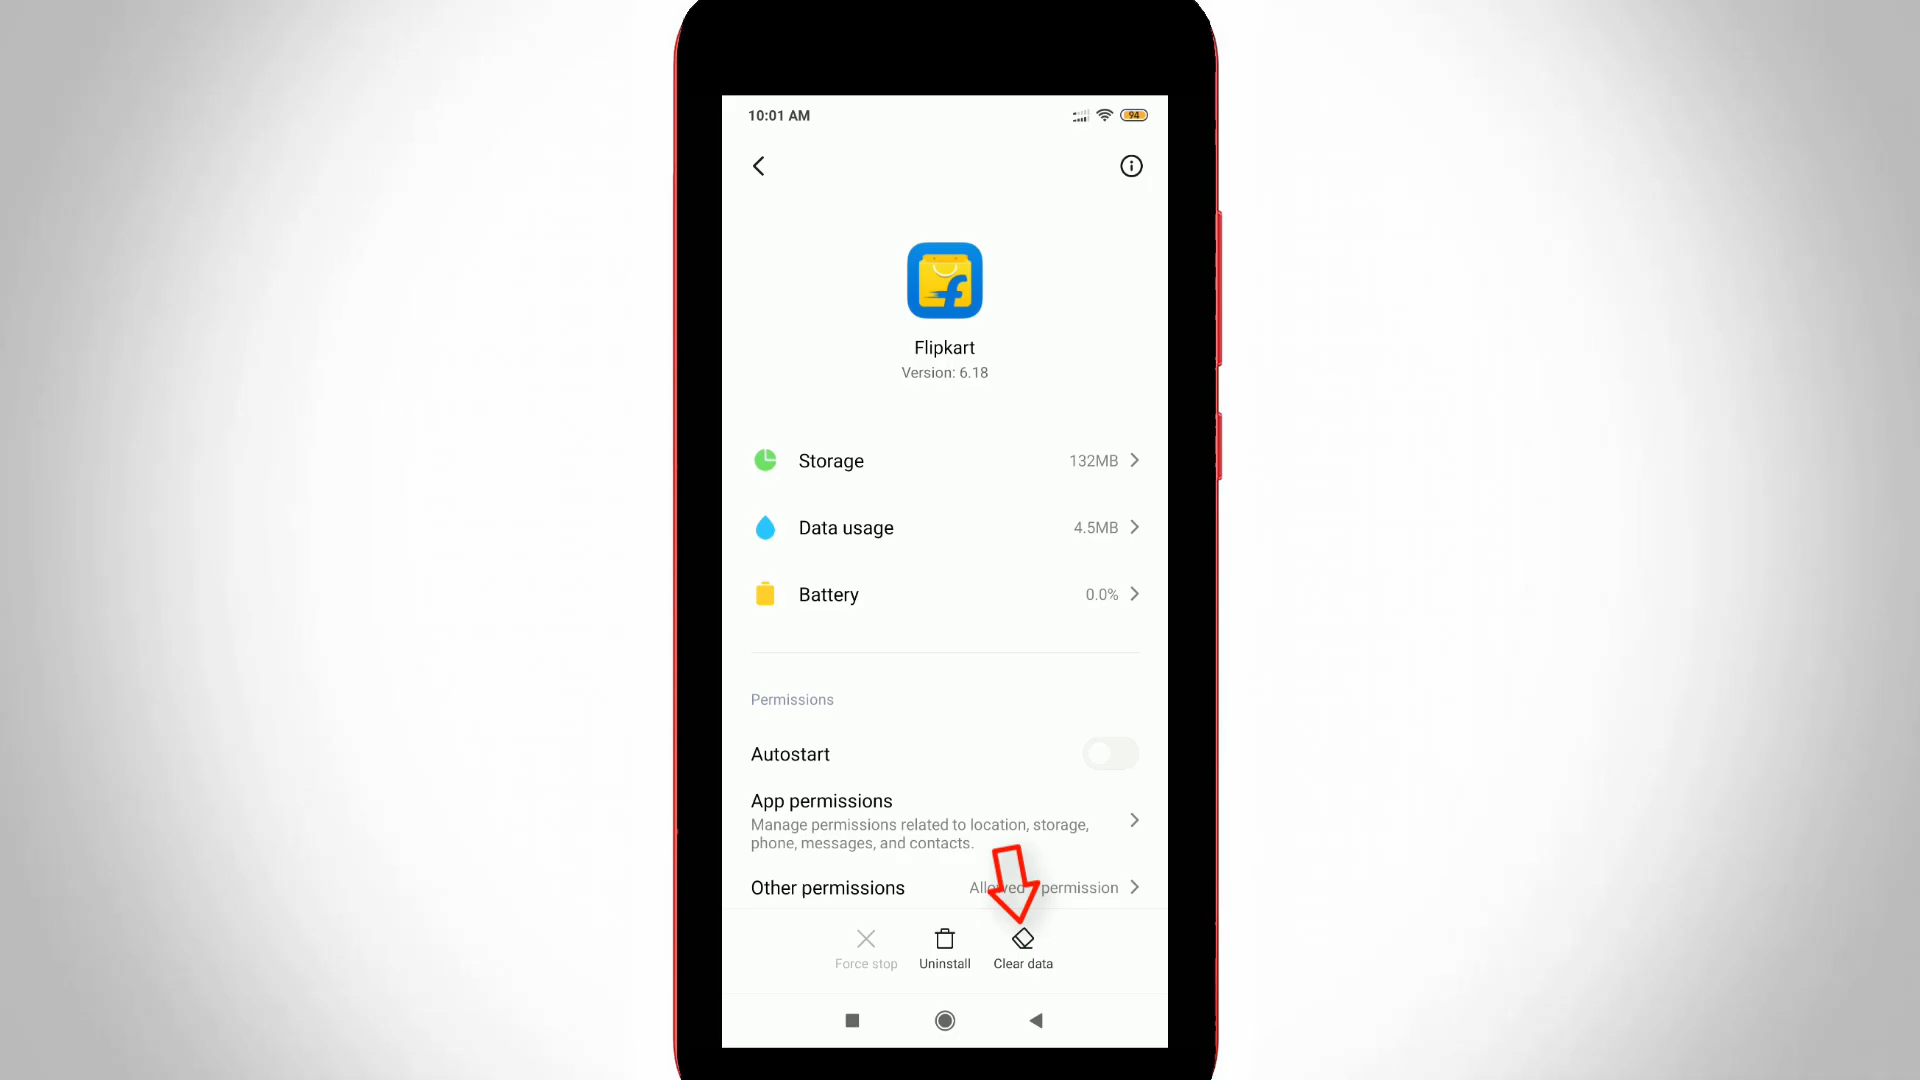 10:01 AM
94
Flipkart
Version: 6.18
Storage 132MB
Data usage 4.5MB
Battery 0.0%
Permissions
Autostart
App permissions
Manage permissions related to location, storage,
phone, messages, and contacts.
Other permissions permission
Force stop Uninstall Clear data